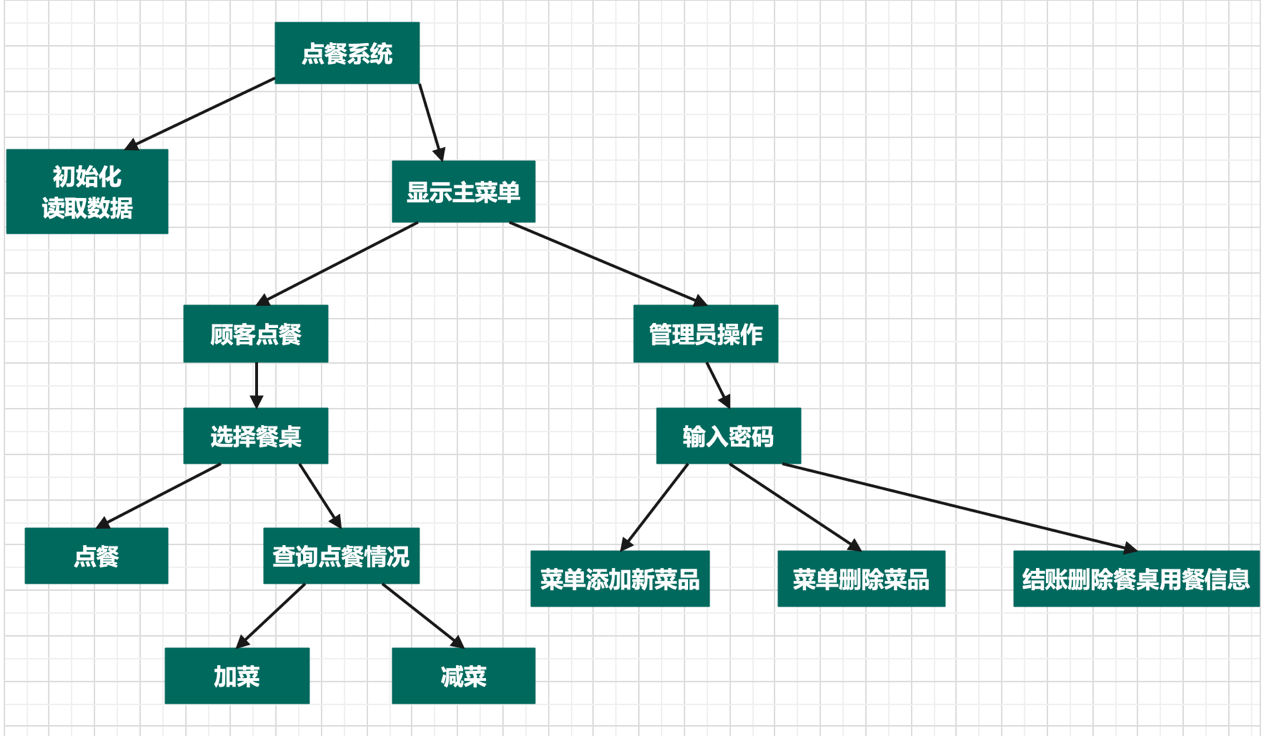 点餐系统
初始化
读取数据
显示主菜单
顾客点餐
管理员操作
选择餐桌
输入密码
点餐
查询点餐情况
菜单添加新菜品
菜单删除菜品
结账删除餐桌用餐信息
加菜
减菜